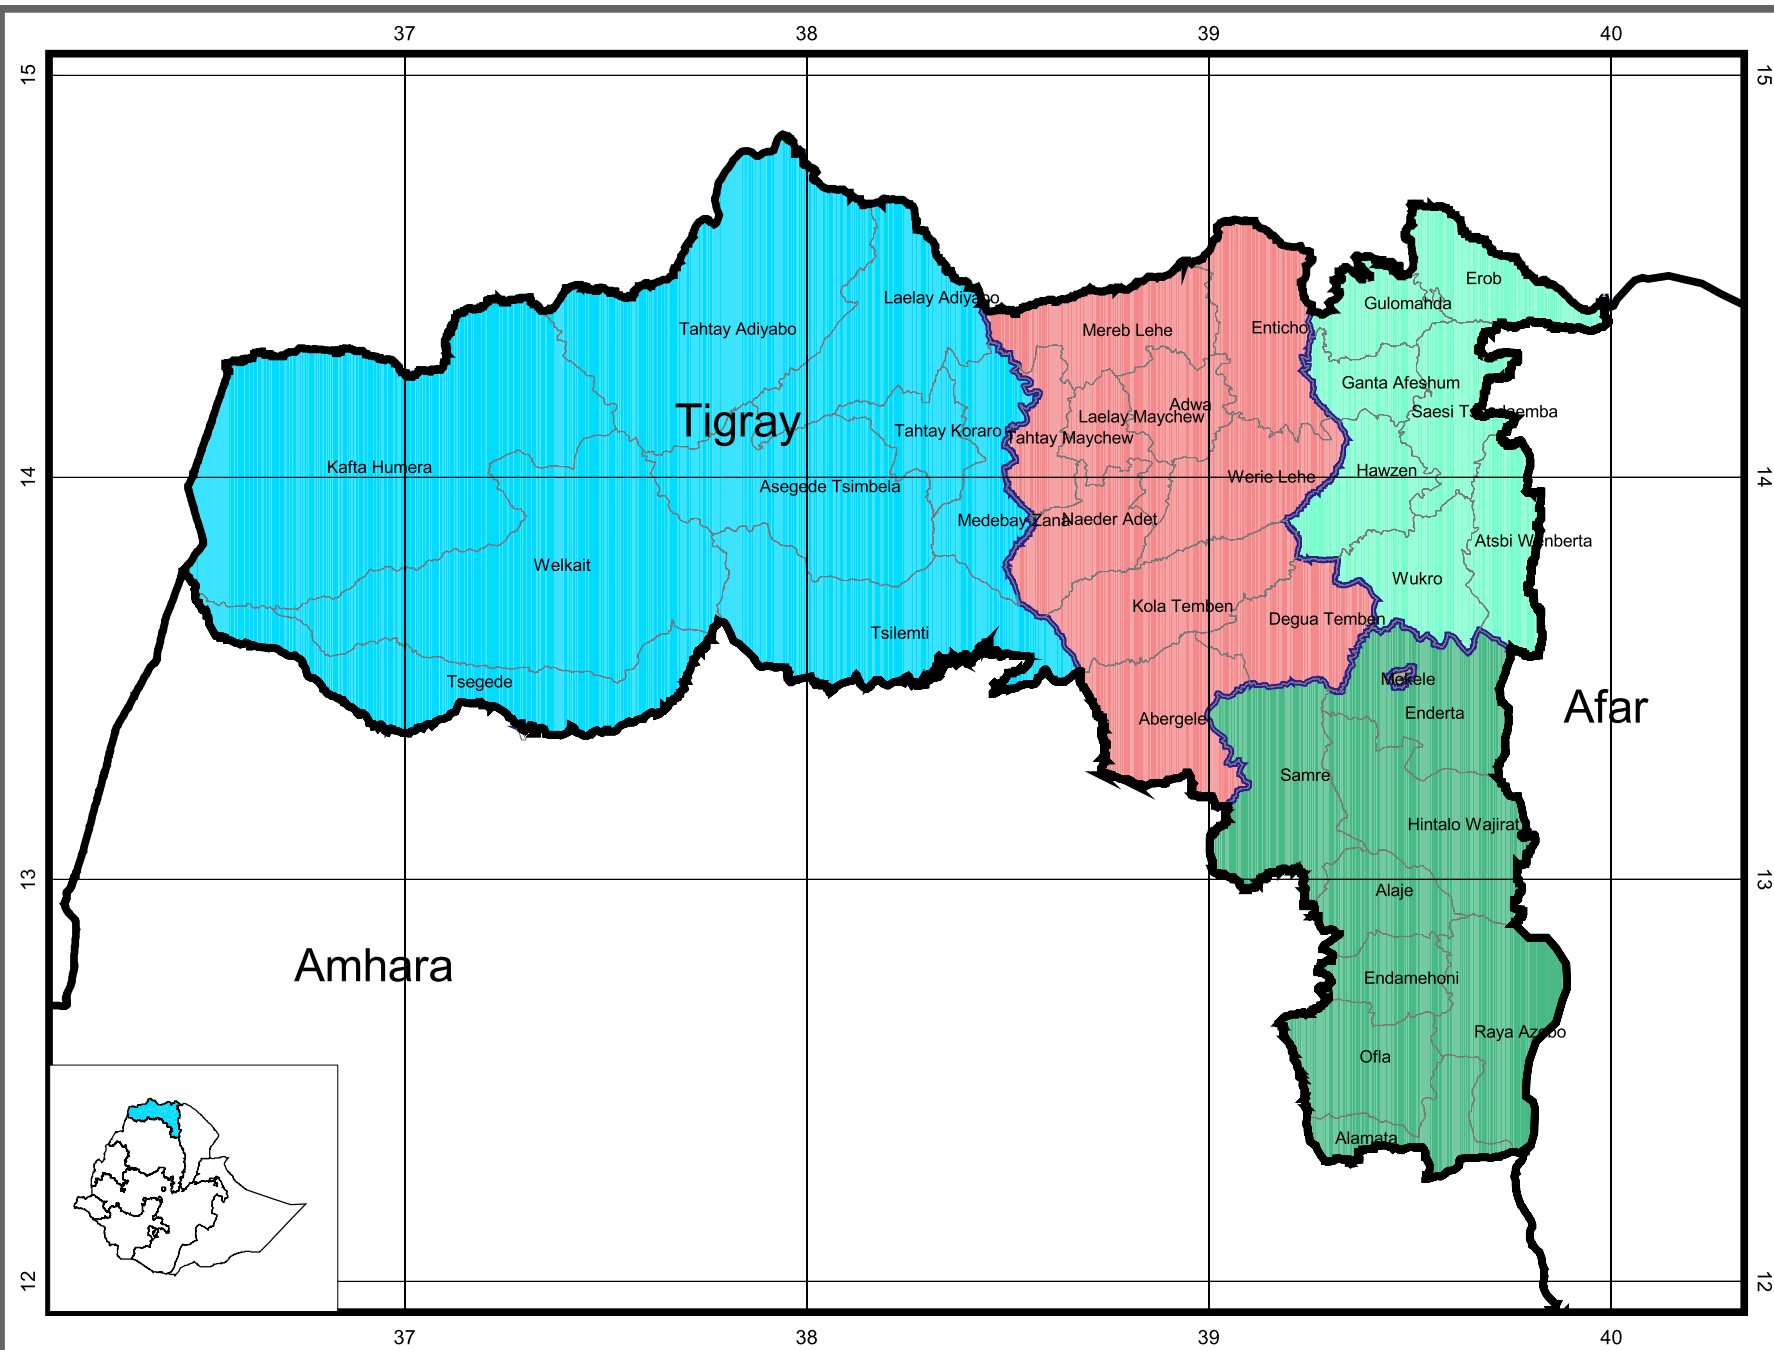 37 38 39 40
15 15
Erob
Laelay Adiyabo
Gulomahda
Tahtay Adiyabo
Mereb Lehe
Enticho
Ganta Afeshum
Adwa
Saesi Tsaedaemba
Laelay Maychew
Tigray
Tahtay Koraro
Tahtay Maychew
Kafta Humera
Hawzen
14 14
Werie Lehe
Asegede Tsimbela
Medebay Zana
Naeder Adet
Atsbi Wenberta
Welkait
Wukro
Kola Temben
Degua Temben
Tsilemti
Tsegede
Mekele
Afar
Enderta
Abergele
Samre
Hintalo Wajirat
13 13
Alaje
Amhara
Endamehoni
Raya Azebo
Ofla
Alamata
12 12
37 38 39 40